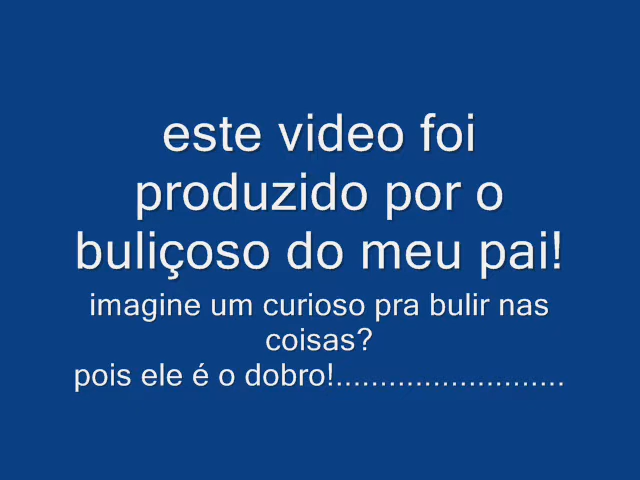 este video foi
produzido por o
buliçoso do meu pai!
imagine um curioso pra bulir nas
coisas?
pois ele é o dobro!..........................